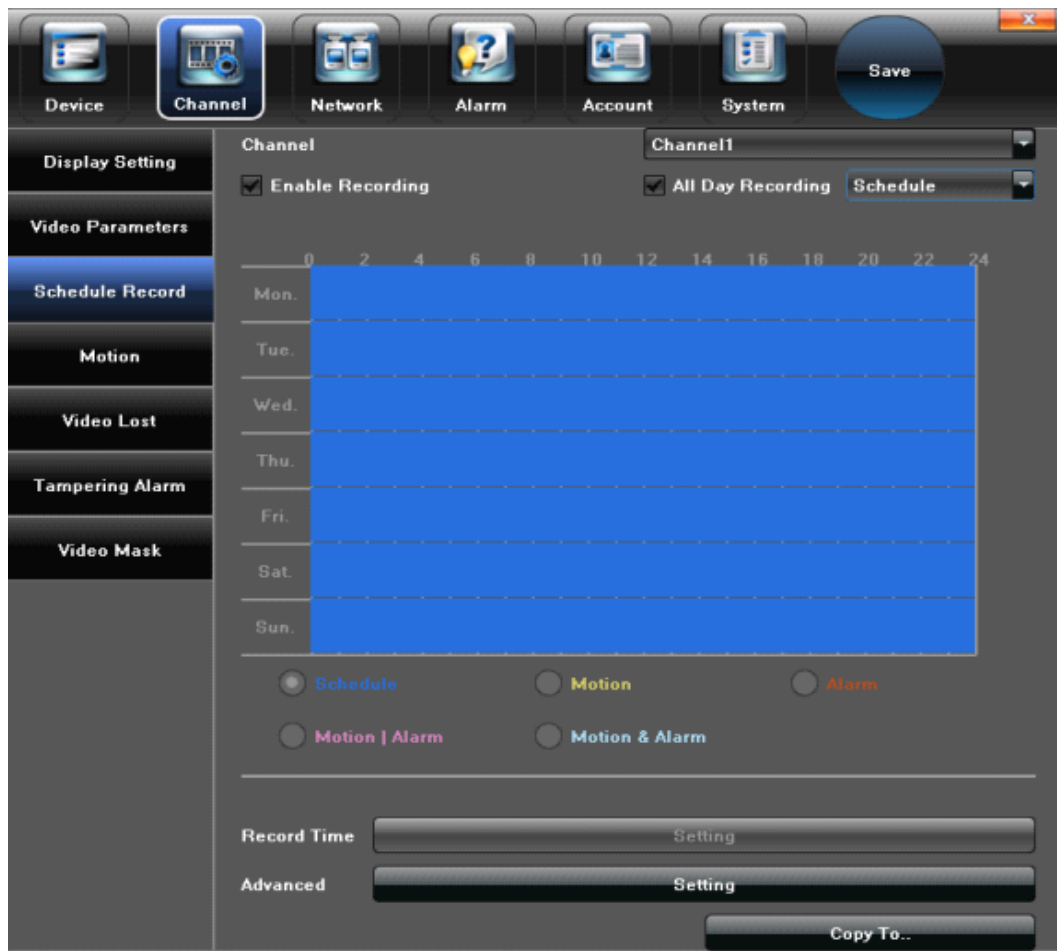 Device Channel Network Alarm Account System Save
x
Display Setting
Video Parameters
Schedule Record
Motion
Video Lost
Tampering Alarm
Video Mask
Channel Channel1
Enable Recording All Day Recording Schedule
0 2 4 6 8 10 12 14 16 18 20 22 24
Mon.
Tue.
Wed.
Thu.
Fri.
Sat.
Sun.
Schedule Motion Alarm
Motion | Alarm Motion & Alarm
Record Time Setting
Advanced Setting
Copy To..